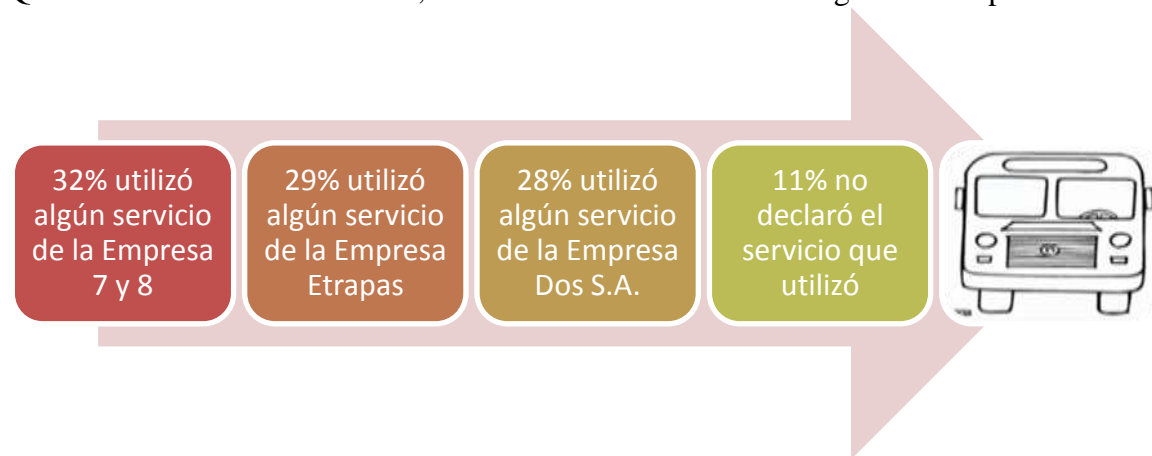 32% utilizó
algún servicio
de la Empresa
7 y 8
29% utilizó
algún servicio
de la Empresa
Etrapas
28% utilizó
algún servicio
de la Empresa
Dos S.A.
11% no
declaró el
servicio que
utilizó